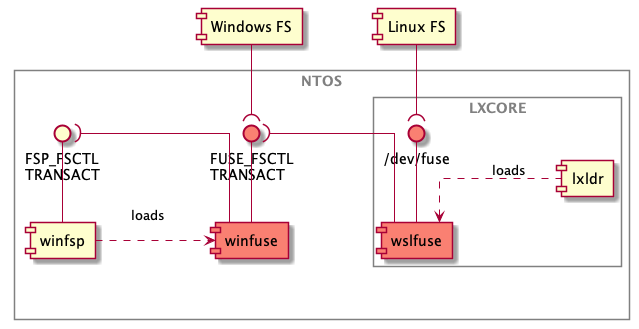 Windows FS
Linux FS
NTOS
LXCORE
FSP_FSCTL
TRANSACT
FUSE_FSCTL
TRANSACT
/dev/fuse
loads
lxldr
loads
winfsp
winfuse
wslfuse